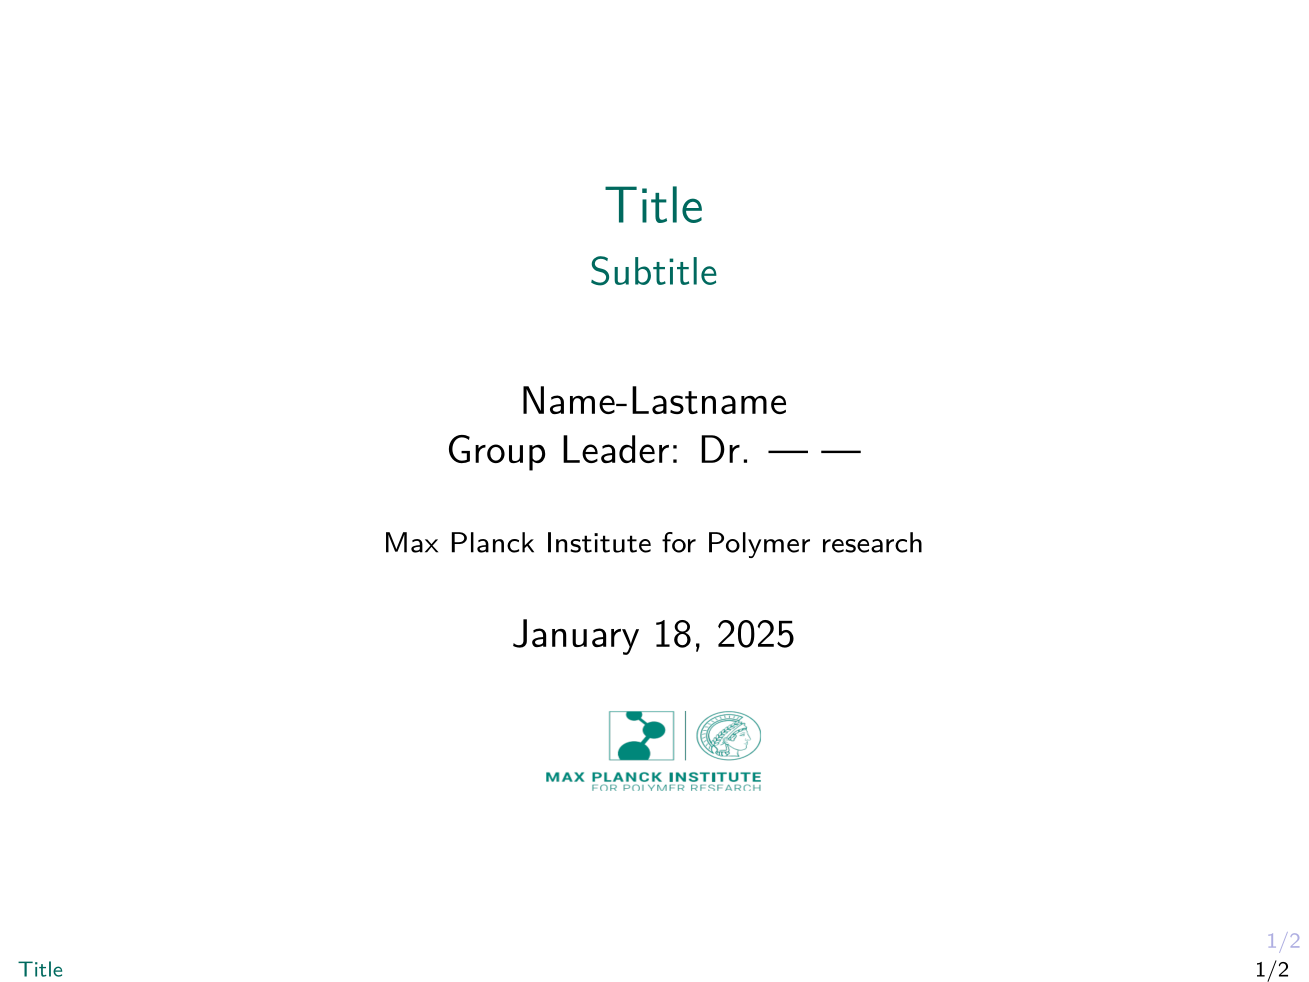 Title
Subtitle
Name-Lastname
Group Leader: Dr. — —
Max Planck Institute for Polymer research
January 18, 2025
MAX PLANCK INSTITUTE
FOR POLYMER RESEARCH
1/2
Title 1/2